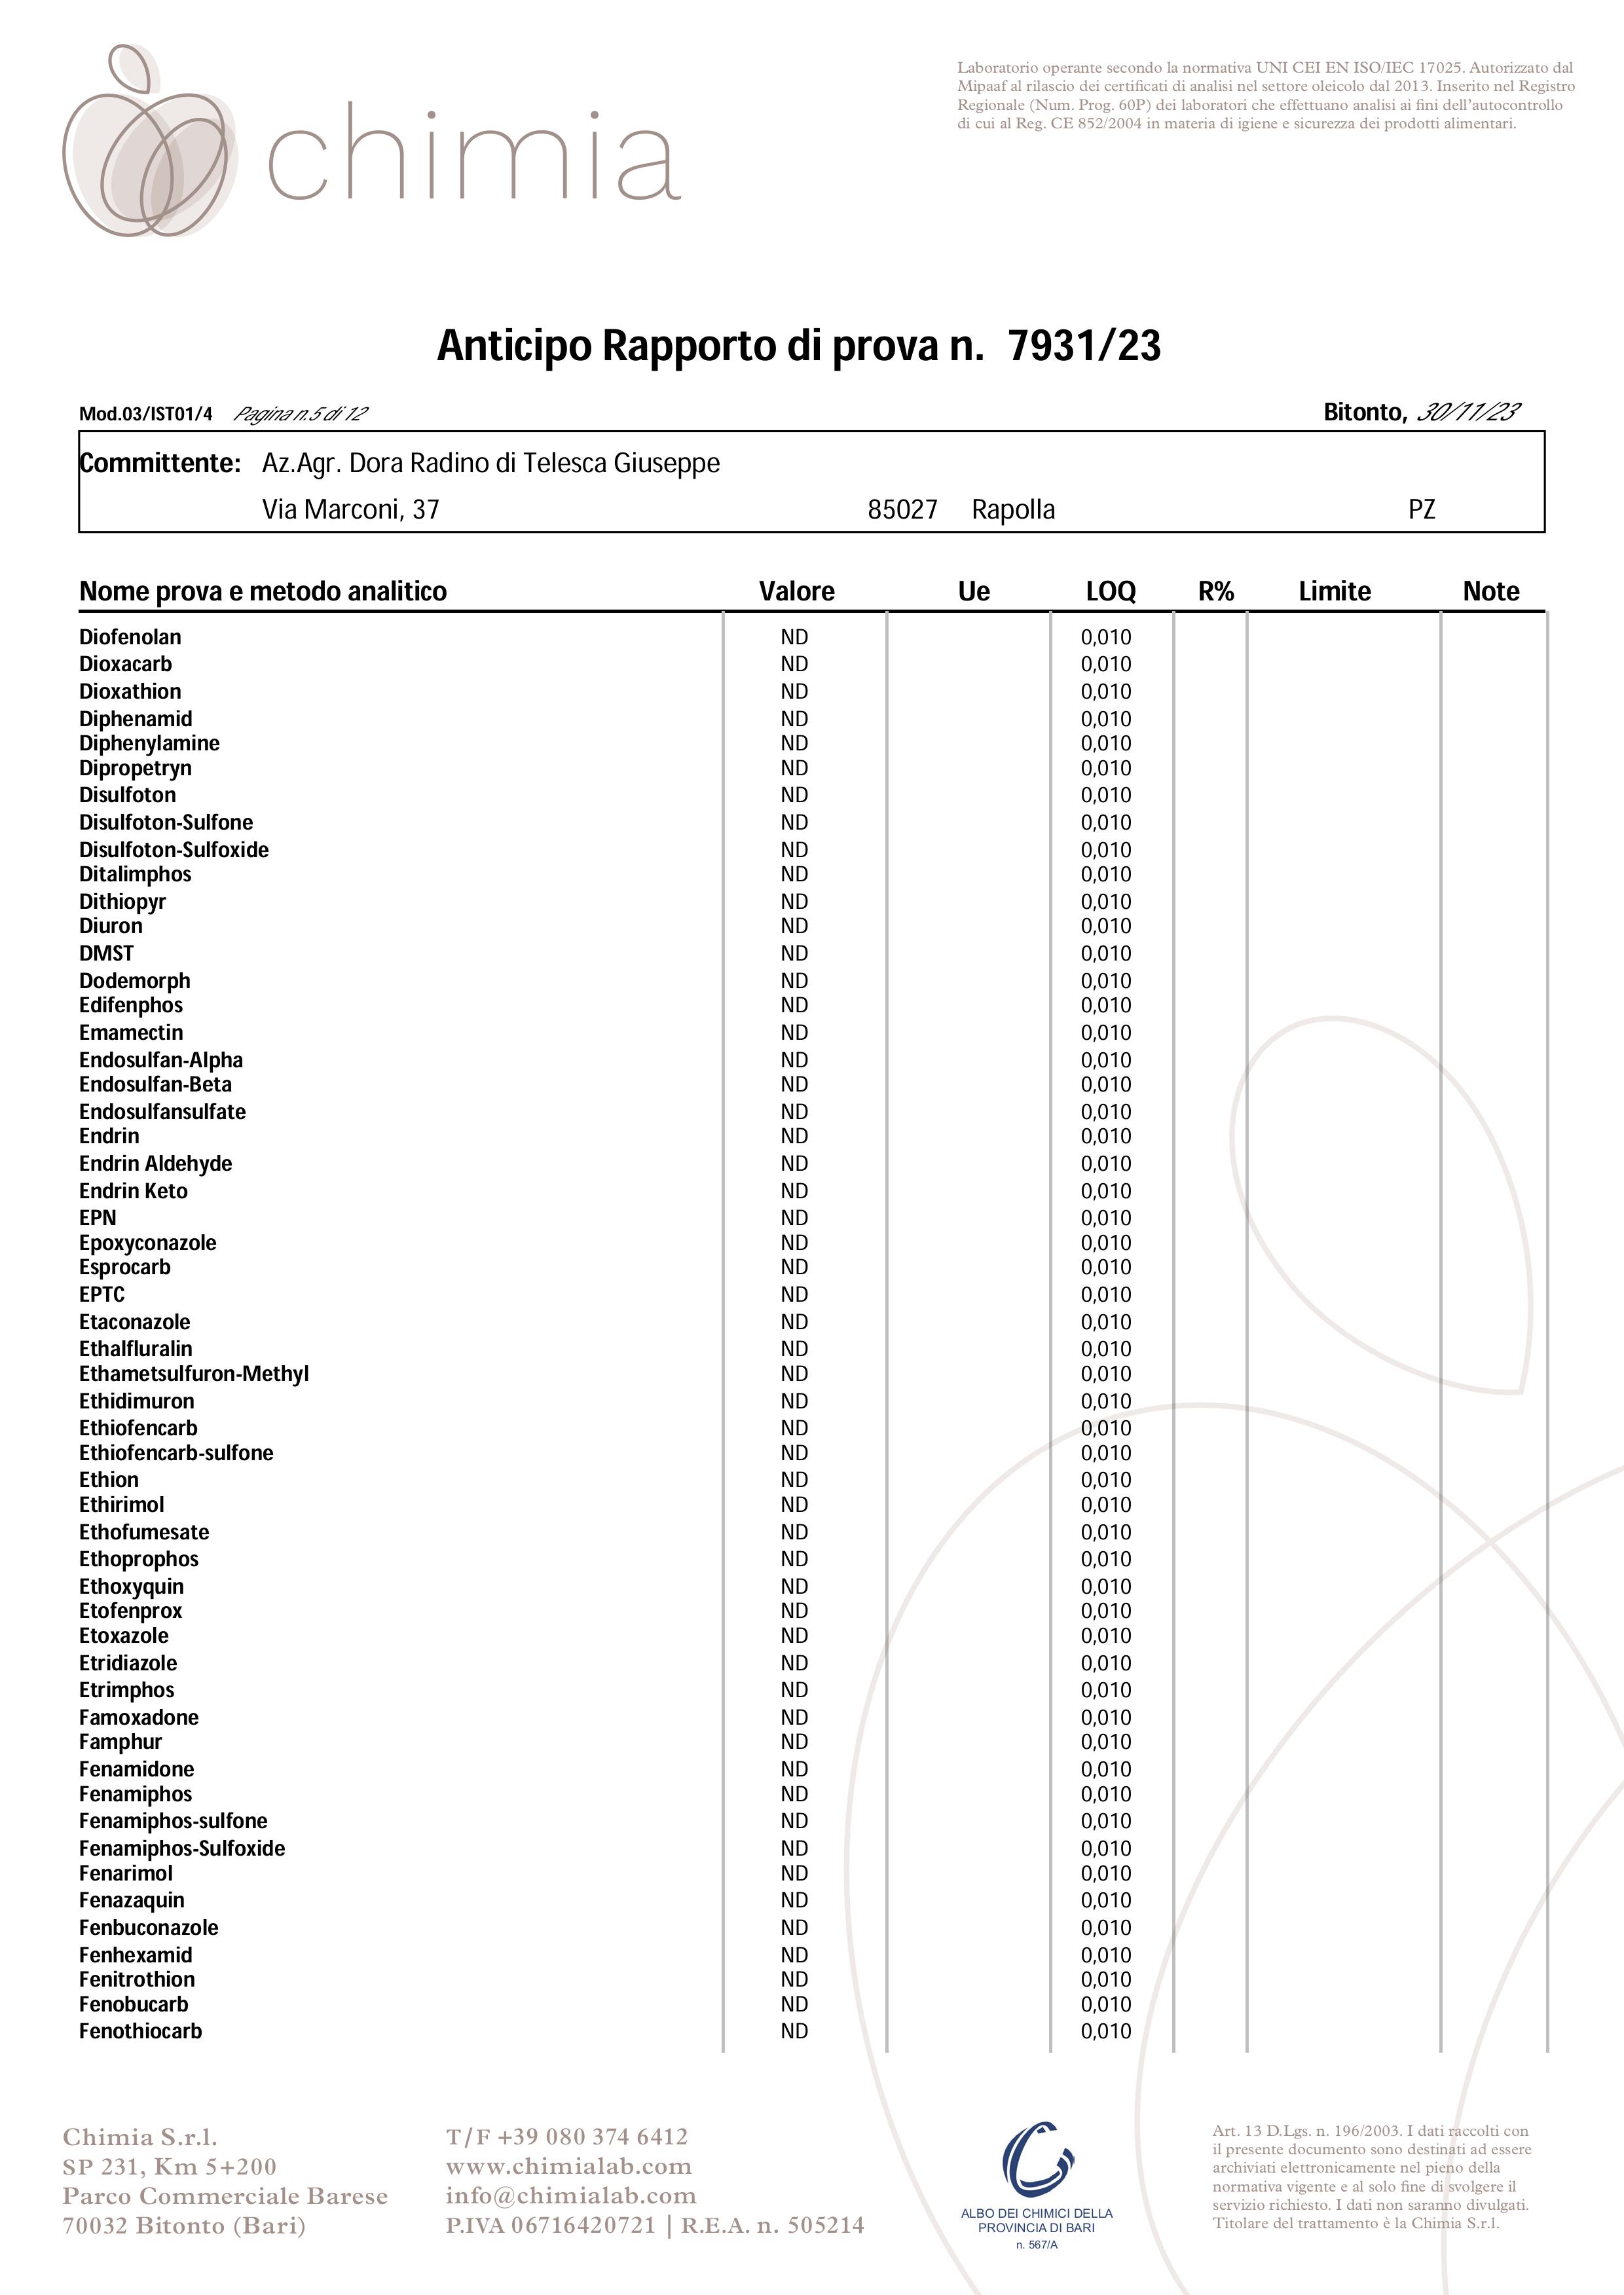 chimia
Laboratorio operante secondo la normativa UNI CEI EN ISO/IEC 17025. Autorizzato dal
Mipaaf al rilascio dei certificati di analisi nel settore oleicolo dal 2013. Inserito nel Registro
Regionale (Num. Prog. 60P) dei laboratori che effettuano analisi ai fini dell'autocontrollo
di cui al Reg. CE 852/2004 in materia di igiene e sicurezza dei prodotti alimentari.
Anticipo Rapporto di prova n. 7931/23
Mod.03/IST01/4 Pagina n.5 di 12 Bitonto, 30/11/23
Committente: Az.Agr. Dora Radino di Telesca Giuseppe
Via Marconi, 37 85027 Rapolla PZ
Nome prova e metodo analitico Valore Ue LOQ R% Limite Note
Diofenolan ND 0,010
Dioxacarb ND 0,010
Dioxathion ND 0,010
Diphenamid ND 0,010
Diphenylamine ND 0,010
Dipropetryn ND 0,010
Disulfoton ND 0,010
Disulfoton-Sulfone ND 0,010
Disulfoton-Sulfoxide ND 0,010
Ditalimphos ND 0,010
Dithiopyr ND 0,010
Diuron ND 0,010
DMST ND 0,010
Dodemorph ND 0,010
Edifenphos ND 0,010
Emamectin ND 0,010
Endosulfan-Alpha ND 0,010
Endosulfan-Beta ND 0,010
Endosulfansulfate ND 0,010
Endrin ND 0,010
Endrin Aldehyde ND 0,010
Endrin Keto ND 0,010
EPN ND 0,010
Epoxyconazole ND 0,010
Esprocarb ND 0,010
EPTC ND 0,010
Etaconazole ND 0,010
Ethalfluralin ND 0,010
Ethametsulfuron-Methyl ND 0,010
Ethidimuron ND 0,010
Ethiofencarb ND 0,010
Ethiofencarb-sulfone ND 0,010
Ethion ND 0,010
Ethirimol ND 0,010
Ethofumesate ND 0,010
Ethoprophos ND 0,010
Ethoxyquin ND 0,010
Etofenprox ND 0,010
Etoxazole ND 0,010
Etridiazole ND 0,010
Etrimphos ND 0,010
Famoxadone ND 0,010
Famphur ND 0,010
Fenamidone ND 0,010
Fenamiphos ND 0,010
Fenamiphos-sulfone ND 0,010
Fenamiphos-Sulfoxide ND 0,010
Fenarimol ND 0,010
Fenazaquin ND 0,010
Fenbuconazole ND 0,010
Fenhexamid ND 0,010
Fenitrothion ND 0,010
Fenobucarb ND 0,010
Fenothiocarb ND 0,010
Chimia S.r.l.
SP 231, Km 5+200
Parco Commerciale Barese
70032 Bitonto (Bari)
T/F +39 080 374 6412
www.chimialab.com
info@chimialab.com
P.IVA 06716420721 | R.E.A. n. 505214
ALBO DEI CHIMICI DELLA
PROVINCIA DI BARI
n. 567/A
Art. 13 D.Lgs. n. 196/2003. I dati raccolti con
il presente documento sono destinati ad essere
archiviati elettronicamente nel pieno della
normativa vigente e al solo fine di svolgere il
servizio richiesto. I dati non saranno divulgati.
Titolare del trattamento è la Chimia S.r.l.